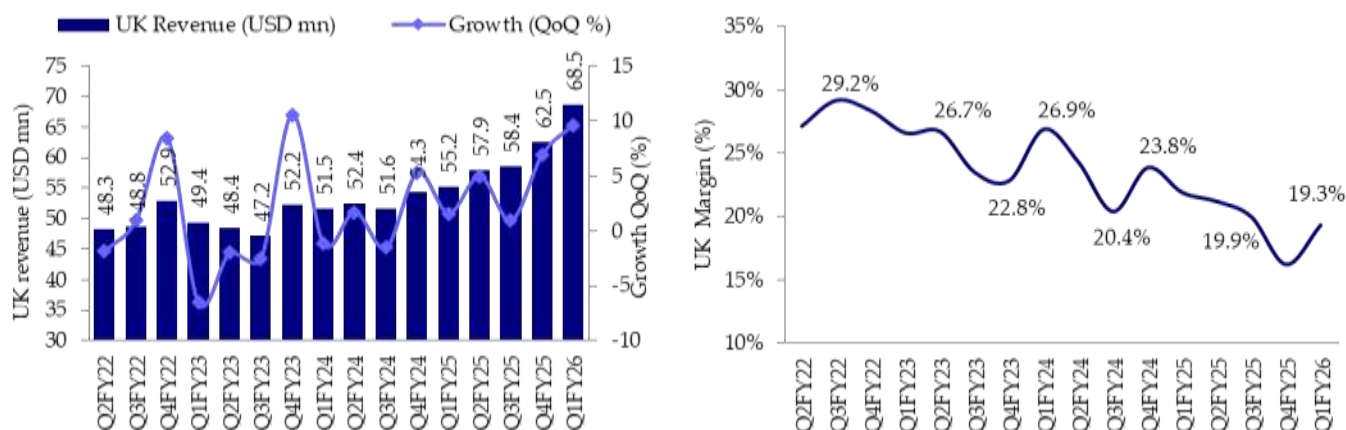 UK Revenue (USD mn)
Growth (QoQ %)
UK revenue (USD mn)
75
70
65
60
55
50
45
40
35
30
48.3
48.8
52.9
49.4
48.4
47.2
52.2
51.5
52.4
51.6
54.3
55.2
57.9
58.4
62.5
68.5
15
10
5
0
-5
-10
Growth QoQ (%)
Q2FY22
Q3FY22
Q4FY22
Q1FY23
Q2FY23
Q3FY23
Q4FY23
Q1FY24
Q2FY24
Q3FY24
Q4FY24
Q1FY25
Q2FY25
Q3FY25
Q4FY25
Q1FY26
UK Margin (%)
35%
30%
25%
20%
15%
10%
29.2%
26.7%
22.8%
26.9%
20.4%
23.8%
19.9%
19.3%
Q2FY22
Q3FY22
Q4FY22
Q1FY23
Q2FY23
Q3FY23
Q4FY23
Q1FY24
Q2FY24
Q3FY24
Q4FY24
Q1FY25
Q2FY25
Q3FY25
Q4FY25
Q1FY26